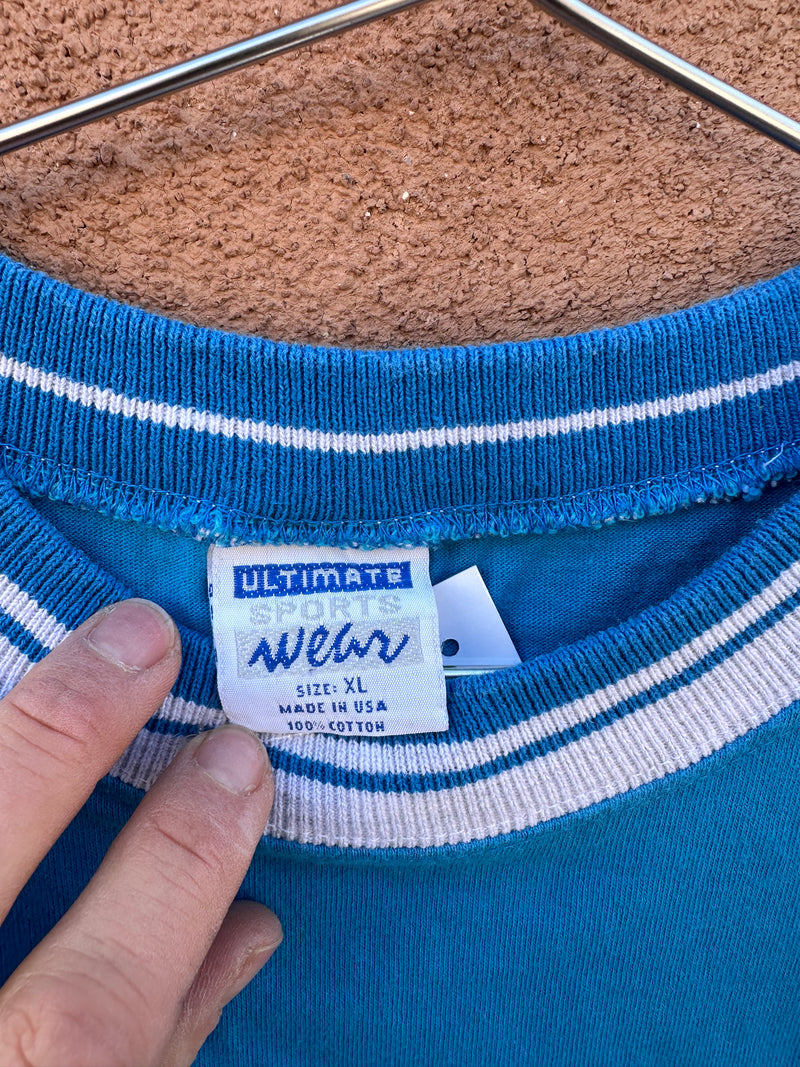 ULTIMATE
SPORTS
Wear
SIZE: XL
MADE IN USA
100% COTTON